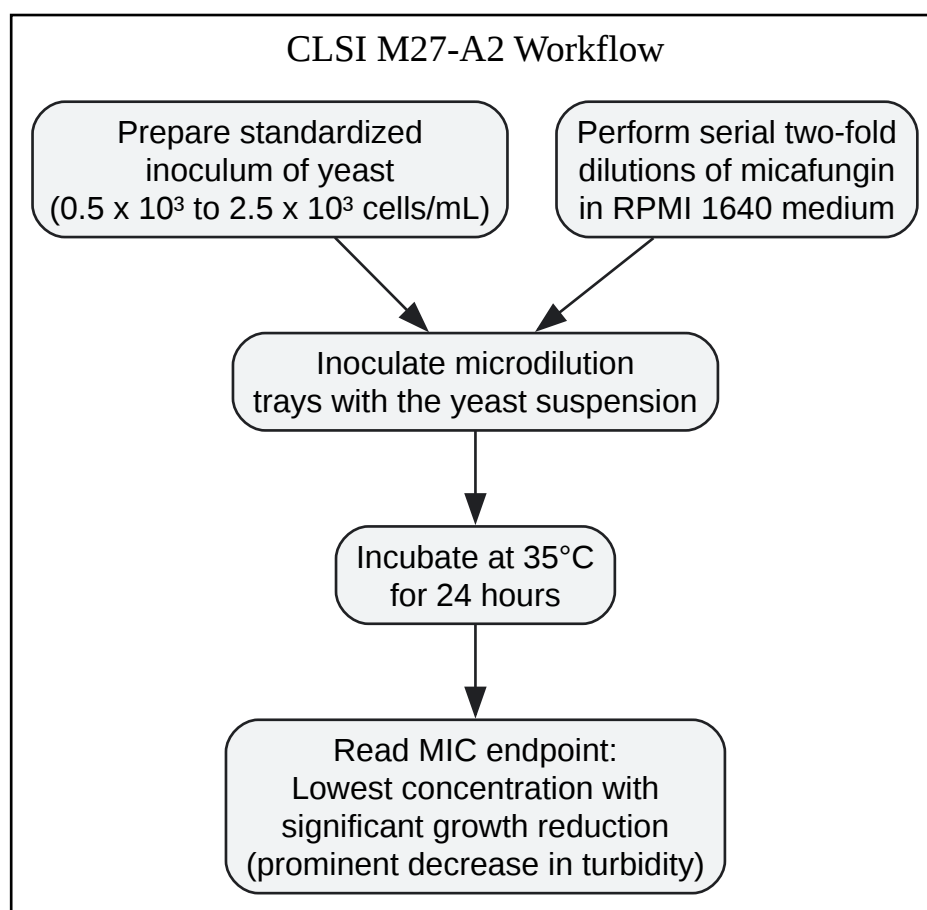 CLSI M27-A2 Workflow
Prepare standardized
inoculum of yeast
(0.5 x 10³ to 2.5 x 10³ cells/mL)
Perform serial two-fold
dilutions of micafungin
in RPMI 1640 medium
Inoculate microdilution
trays with the yeast suspension
Incubate at 35°C
for 24 hours
Read MIC endpoint:
Lowest concentration with
significant growth reduction
(prominent decrease in turbidity)